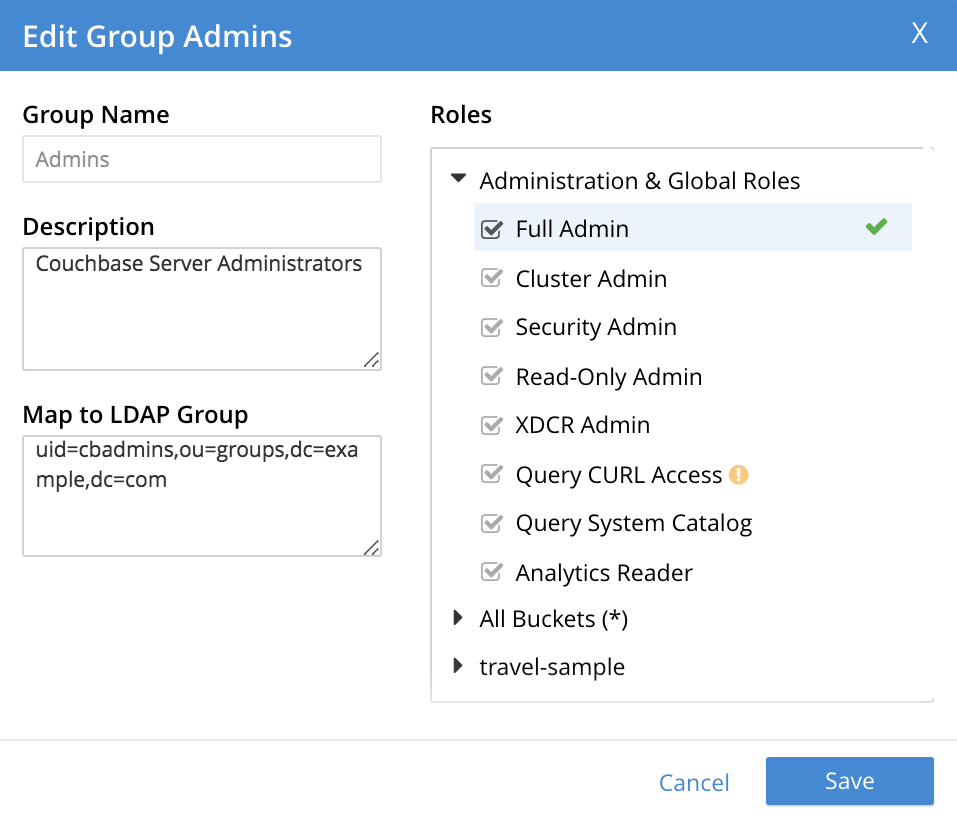 Edit Group Admins
X
Group Name
Admins
Description
Couchbase Server Administrators
Map to LDAP Group
uid=cbadmins,ou=groups,dc=exa
mple,dc=com
Roles
Administration & Global Roles
Full Admin
Cluster Admin
Security Admin
Read-Only Admin
XDCR Admin
Query CURL Access
Query System Catalog
Analytics Reader
All Buckets (*)
travel-sample
Cancel
Save